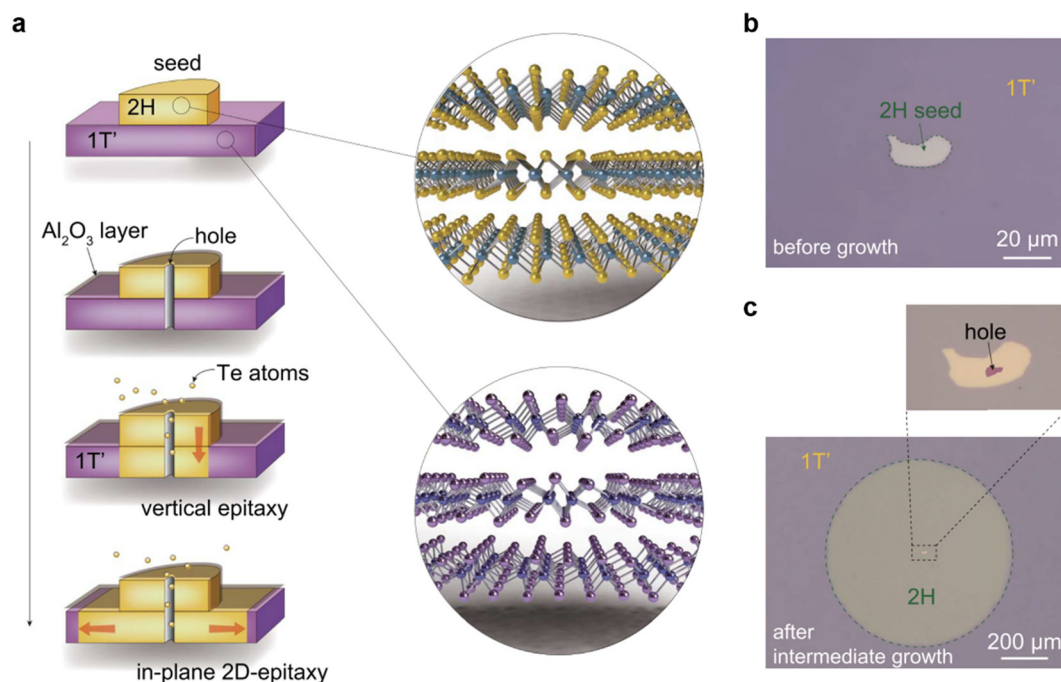 a
seed
2H
1T'
Al2O3 layer
hole
Te atoms
1T'
vertical epitaxy
in-plane 2D-epitaxy
b
1T'
2H seed
before growth
20 μm
c
hole
1T'
2H
after
intermediate growth
200 μm